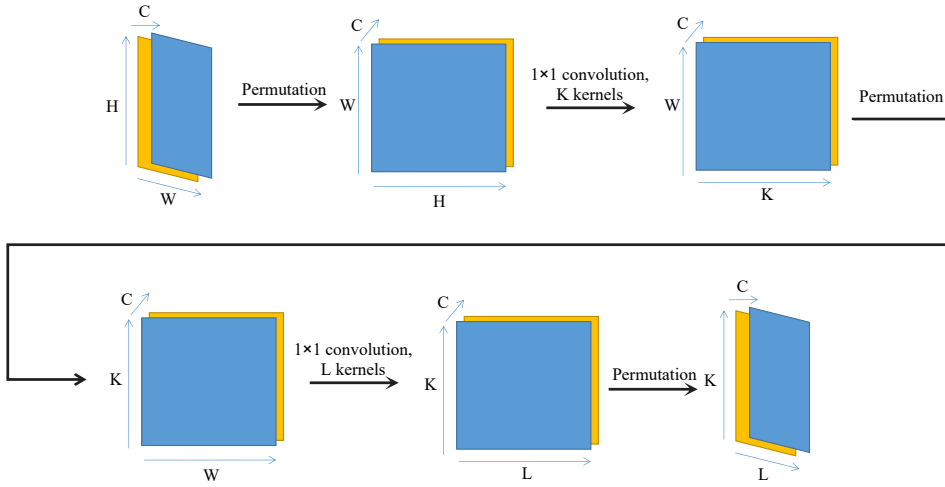 C
H
W
Permutation
C
W
H
1×1 convolution,
K kernels
C
W
K
Permutation
C
K
W
1×1 convolution,
L kernels
C
K
L
Permutation
C
K
L